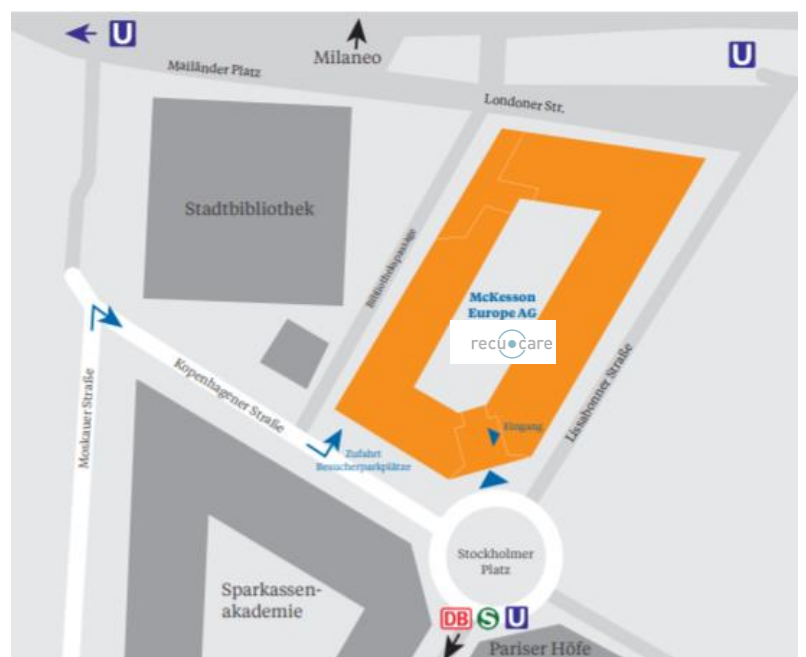 U
Milaneo
U
Mailänder Platz
Londoner Str.
Stadtbibliothek
Bibliothekspassage
McKesson
Europe AG
recucare
Lissabonner Straße
Kopenhagener Straße
Moskauer Straße
Eingang
Zufahrt
Besucherparkplätze
Stockholmer
Platz
Sparkassen-
akademie
DB S U
Pariser Höfe